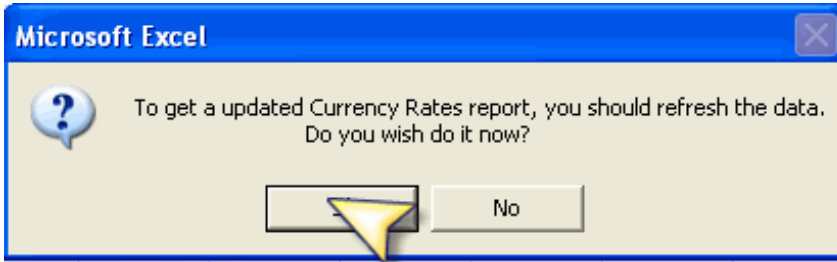 Microsoft Excel
To get a updated Currency Rates report, you should refresh the data.
Do you wish do it now?
No